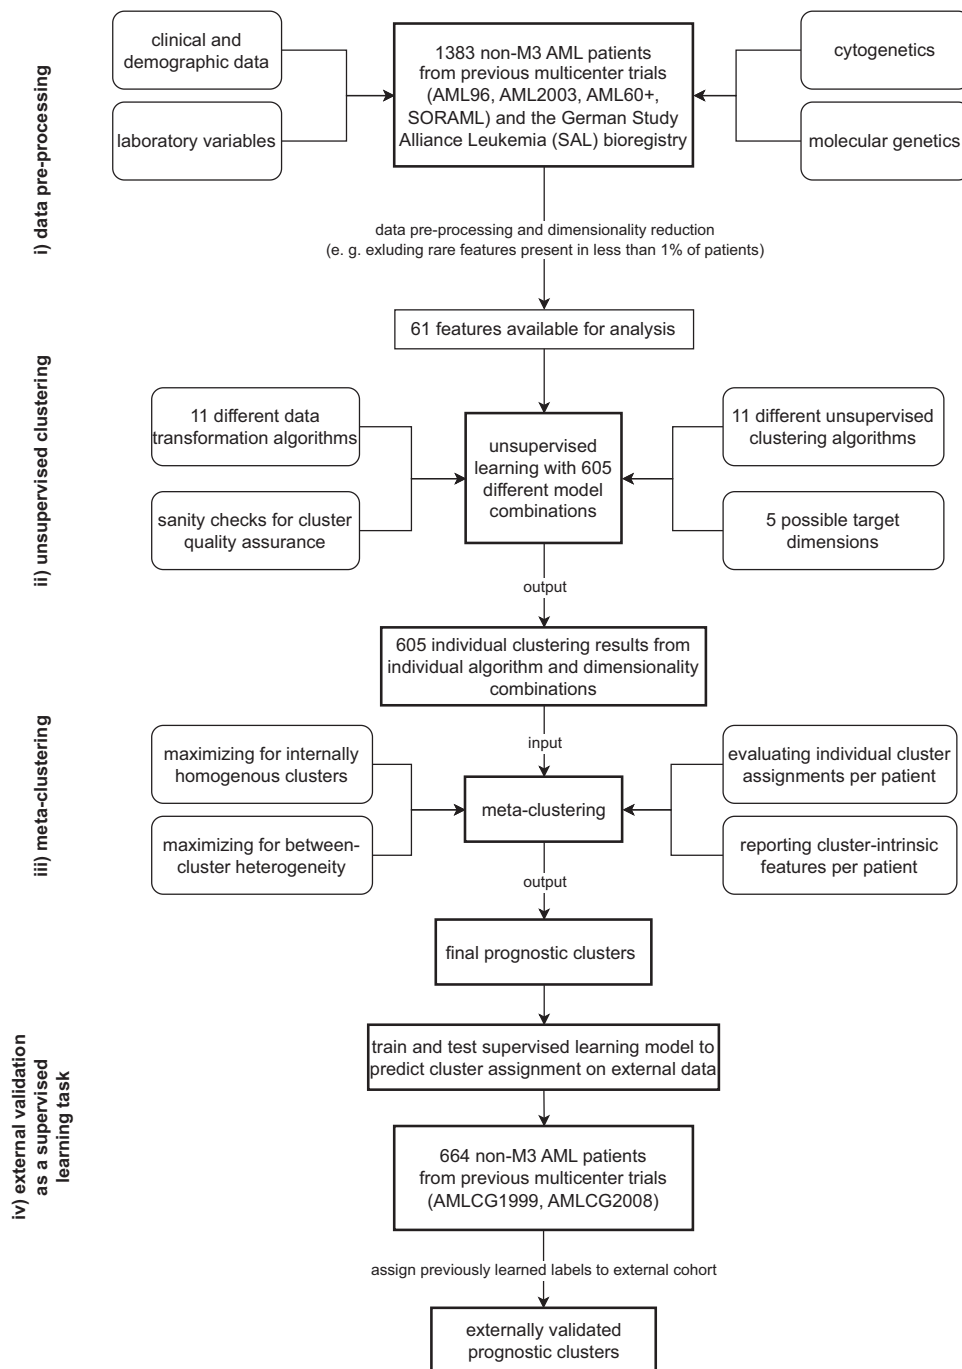 i) data pre-processing
clinical and
demographic data
laboratory variables
1383 non-M3 AML patients
from previous multicenter trials
(AML96, AML2003, AML60+,
SORAML) and the German Study
Alliance Leukemia (SAL) bioregistry
cytogenetics
molecular genetics
data pre-processing and dimensionality reduction
(e. g. exluding rare features present in less than 1% of patients)
61 features available for analysis
ii) unsupervised clustering
11 different data
transformation algorithms
sanity checks for cluster
quality assurance
unsupervised
learning with 605
different model
combinations
11 different unsupervised
clustering algorithms
5 possible target
dimensions
output
605 individual clustering results from
individual algorithm and dimensionality
combinations
iii) meta-clustering
input
maximizing for internally
homogenous clusters
maximizing for between-
cluster heterogeneity
meta-clustering
evaluating individual cluster
assignments per patient
reporting cluster-intrinsic
features per patient
output
final prognostic clusters
iv) external validation
as a supervised
learning task
train and test supervised learning model to
predict cluster assignment on external data
664 non-M3 AML patients
from previous multicenter trials
(AMLCG1999, AMLCG2008)
assign previously learned labels to external cohort
externally validated
prognostic clusters